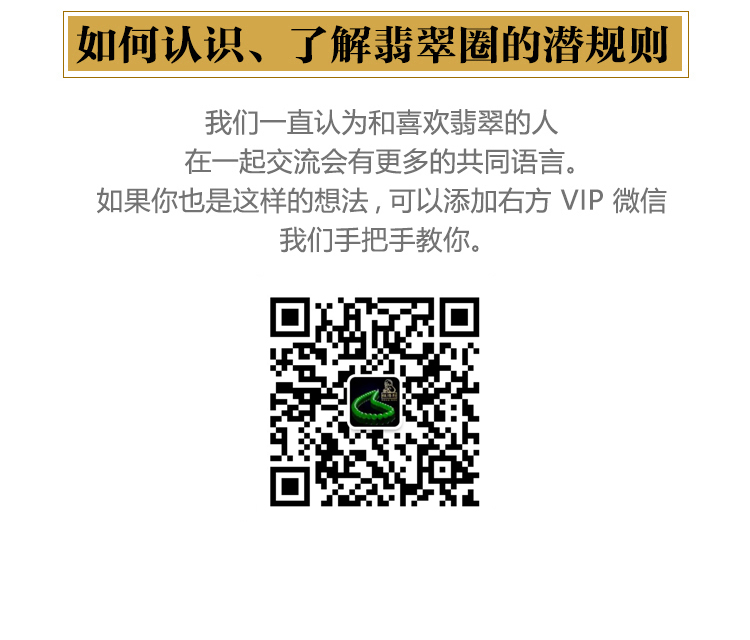 如何认识、了解翡翠圈的潜规则
我们一直认为和喜欢翡翠的人
在一起交流会有更多的共同语言。
如果你也是这样的想法,可以添加右方 VIP 微信
我们手把手教你。